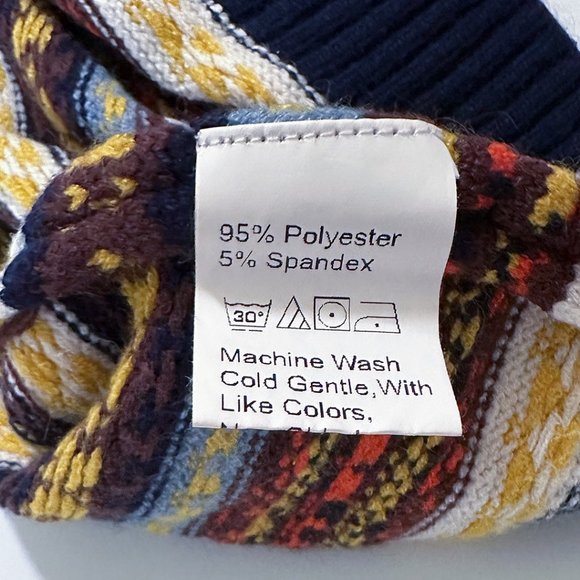 95% Polyester
5% Spandex
30°
Machine Wash
Cold Gentle,With
Like Colors,